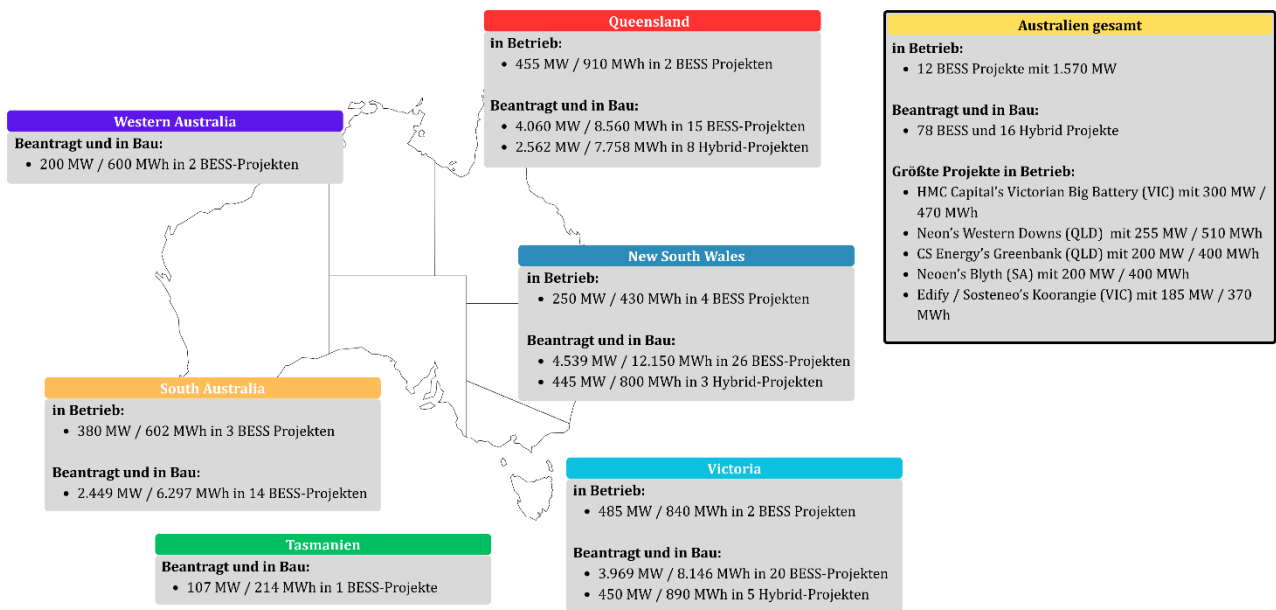 Queensland
in Betrieb:
• 455 MW / 910 MWh in 2 BESS Projekten
Beantragt und in Bau:
• 4.060 MW / 8.560 MWh in 15 BESS-Projekten
• 2.562 MW / 7.758 MWh in 8 Hybrid-Projekten
Australien gesamt
in Betrieb:
• 12 BESS Projekte mit 1.570 MW
Beantragt und in Bau:
• 78 BESS und 16 Hybrid Projekte
Größte Projekte in Betrieb:
• HMC Capital's Victorian Big Battery (VIC) mit 300 MW /
470 MWh
• Neon's Western Downs (QLD) mit 255 MW / 510 MWh
• CS Energy's Greenbank (QLD) mit 200 MW / 400 MWh
• Neoen's Blyth (SA) mit 200 MW / 400 MWh
• Edify / Sosteneo's Koorangie (VIC) mit 185 MW / 370
MWh
Western Australia
Beantragt und in Bau:
• 200 MW / 600 MWh in 2 BESS-Projekten
New South Wales
in Betrieb:
• 250 MW / 430 MWh in 4 BESS Projekten
Beantragt und in Bau:
• 4.539 MW / 12.150 MWh in 26 BESS-Projekten
• 445 MW / 800 MWh in 3 Hybrid-Projekten
South Australia
in Betrieb:
• 380 MW / 602 MWh in 3 BESS Projekten
Beantragt und in Bau:
• 2.449 MW / 6.297 MWh in 14 BESS-Projekten
Victoria
in Betrieb:
• 485 MW / 840 MWh in 2 BESS Projekten
Beantragt und in Bau:
• 3.969 MW / 8.146 MWh in 20 BESS-Projekten
• 450 MW / 890 MWh in 5 Hybrid-Projekten
Tasmanien
Beantragt und in Bau:
• 107 MW / 214 MWh in 1 BESS-Projekte